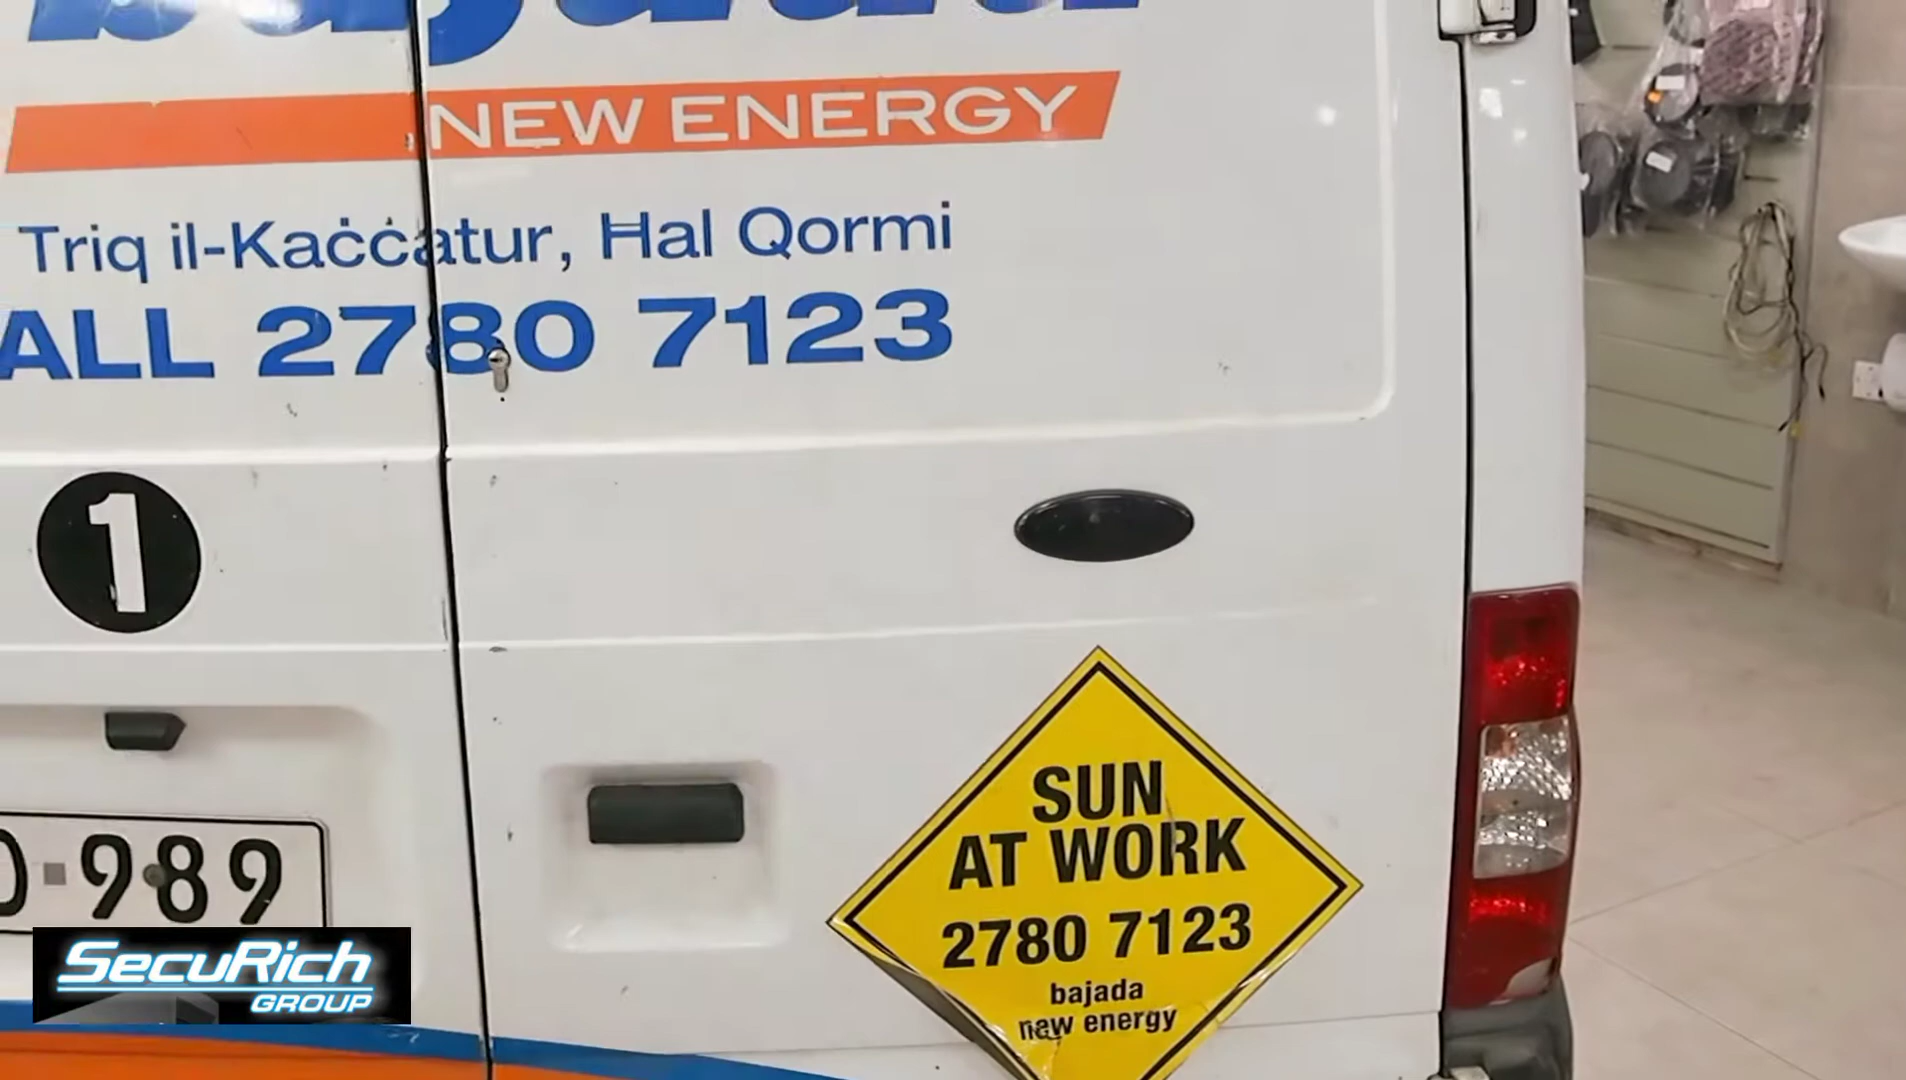 bajada
NEW ENERGY
Triq il-Kaċċatur, Ħal Qormi
ALL 2780 7123
1
989
SUN
AT WORK
2780 7123
bajada
new energy
SecuRich
GROUP